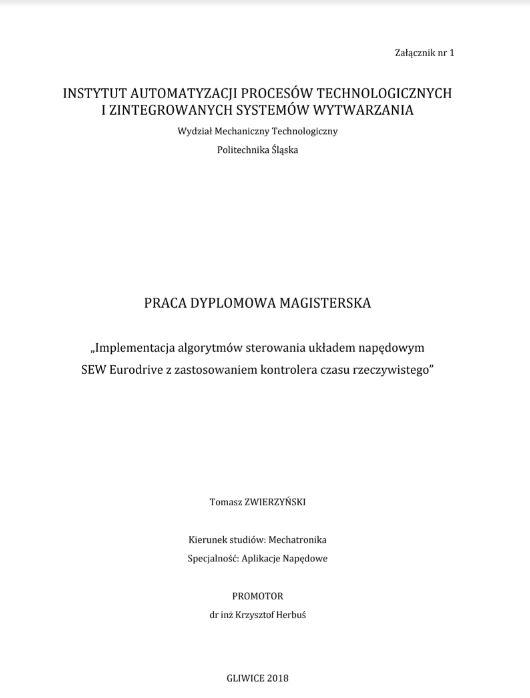 Załącznik nr 1
INSTYTUT AUTOMATYZACJI PROCESÓW TECHNOLOGICZNYCH
I ZINTEGROWANYCH SYSTEMÓW WYTWARZANIA
Wydział Mechaniczny Technologiczny
Politechnika Śląska
PRACA DYPLOMOWA MAGISTERSKA
„Implementacja algorytmów sterowania układem napędowym
SEW Eurodrive z zastosowaniem kontrolera czasu rzeczywistego”
Tomasz ZWIERZYŃSKI
Kierunek studiów: Mechatronika
Specjalność: Aplikacje Napędowe
PROMOTOR
dr inż Krzysztof Herbuś
GLIWICE 2018